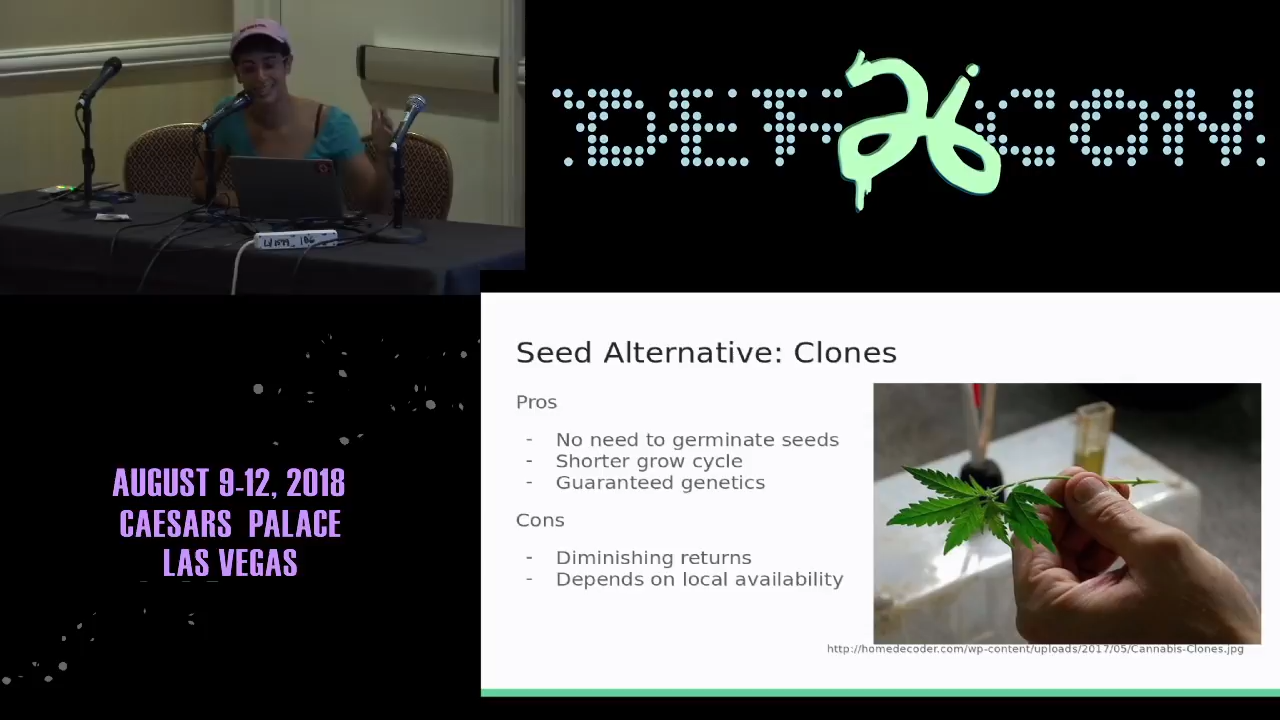 DEF 26 CON
AUGUST 9-12, 2018
CAESARS PALACE
LAS VEGAS
Seed Alternative: Clones
Pros
- No need to germinate seeds
- Shorter grow cycle
- Guaranteed genetics
Cons
- Diminishing returns
- Depends on local availability
http://homedecoder.com/wp-content/uploads/2017/05/Cannabis-Clones.jpg